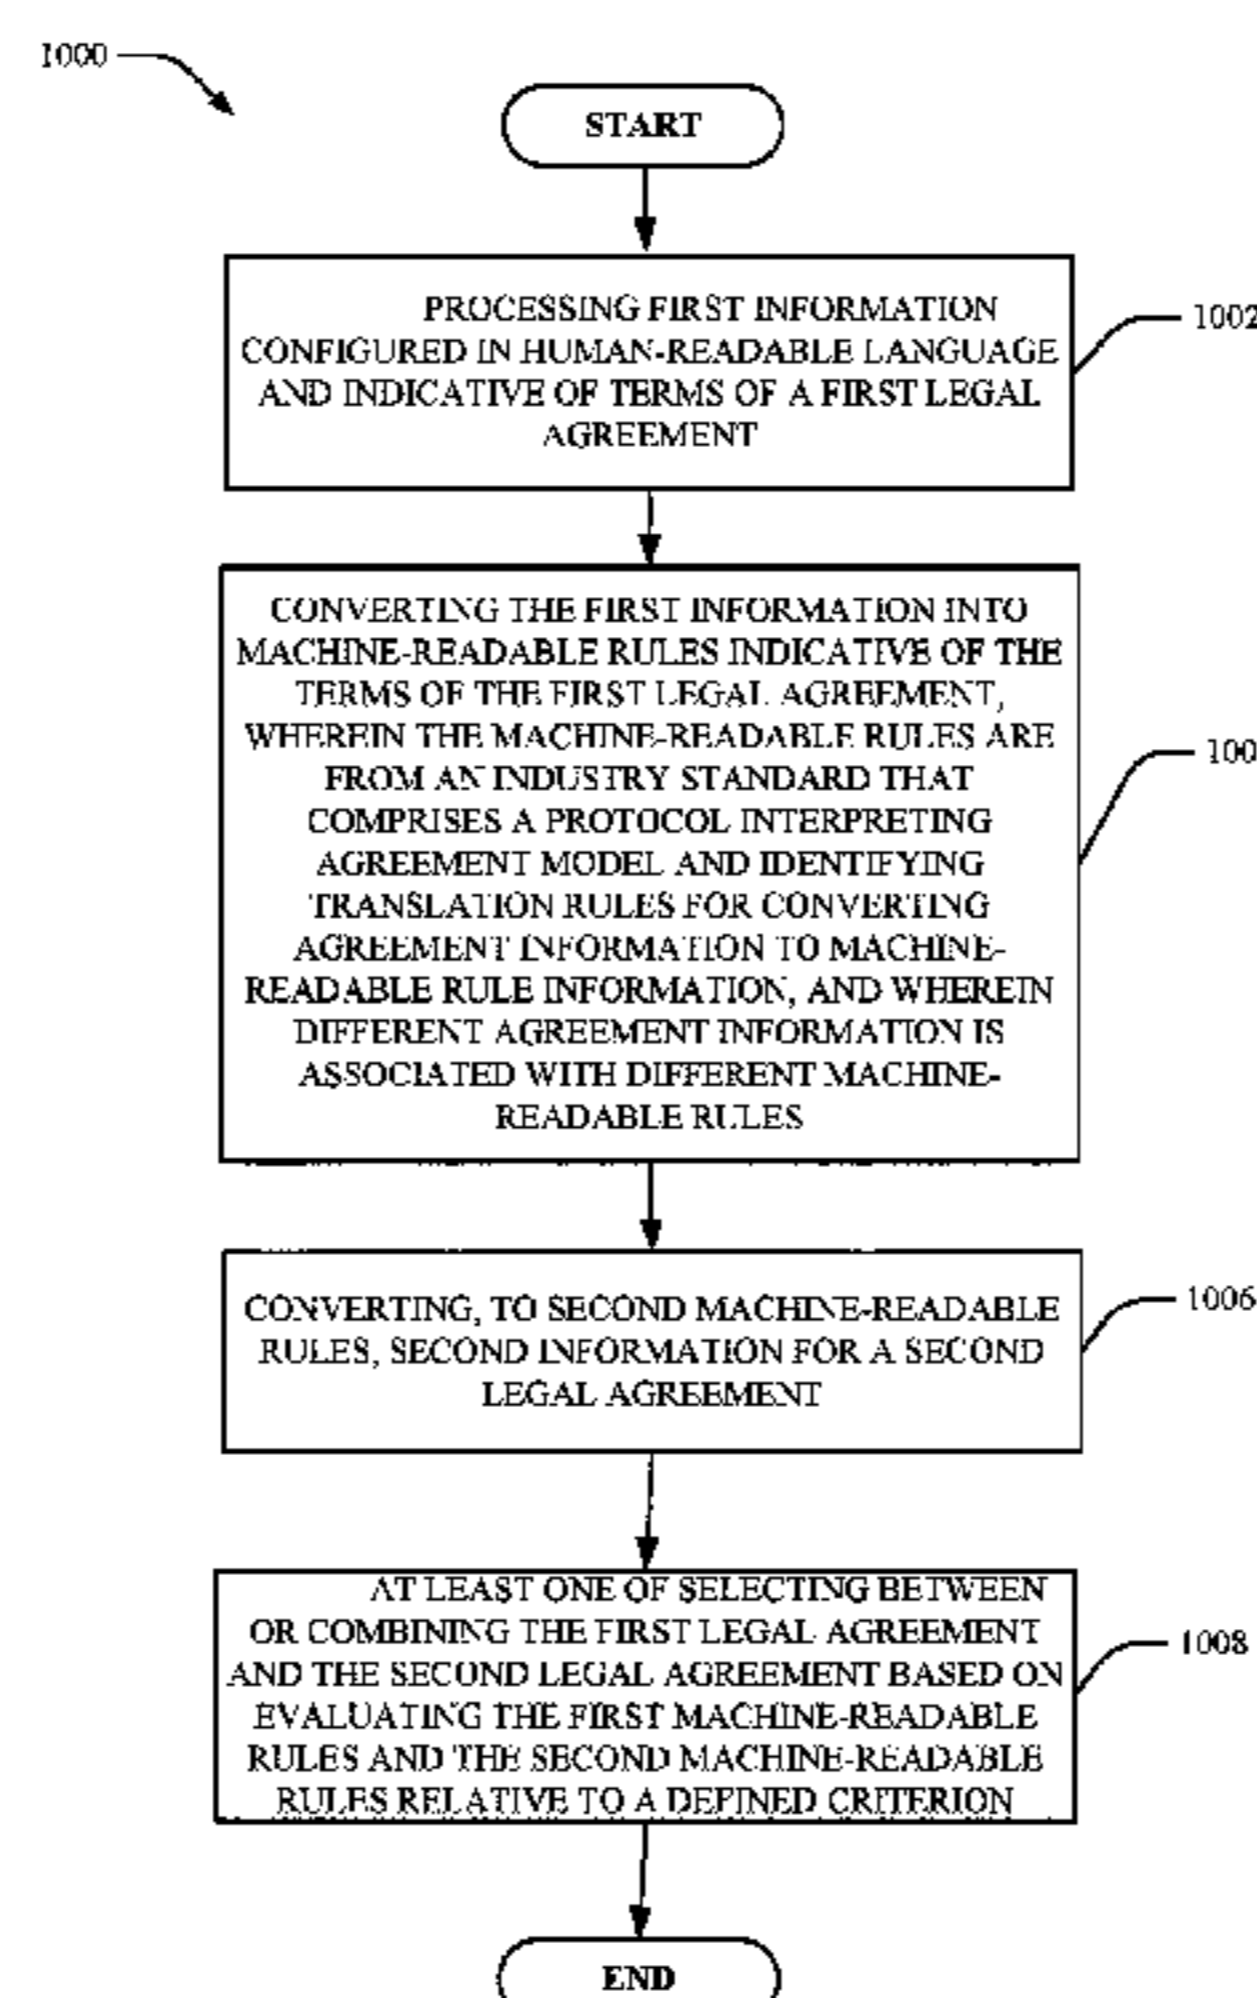 1000
START
PROCESSING FIRST INFORMATION
CONFIGURED IN HUMAN-READABLE LANGUAGE
AND INDICATIVE OF TERMS OF A FIRST LEGAL
AGREEMENT
1002
CONVERTING THE FIRST INFORMATION INTO
MACHINE-READABLE RULES INDICATIVE OF THE
TERMS OF THE FIRST LEGAL AGREEMENT,
WHEREIN THE MACHINE-READABLE RULES ARE
FROM AN INDUSTRY STANDARD THAT
COMPRISES A PROTOCOL INTERPRETING
AGREEMENT MODEL AND IDENTIFYING
TRANSLATION RULES FOR CONVERTING
AGREEMENT INFORMATION TO MACHINE-
READABLE RULE INFORMATION, AND WHEREIN
DIFFERENT AGREEMENT INFORMATION IS
ASSOCIATED WITH DIFFERENT MACHINE-
READABLE RULES
100
CONVERTING, TO SECOND MACHINE-READABLE
RULES, SECOND INFORMATION FOR A SECOND
LEGAL AGREEMENT
1006
AT LEAST ONE OF SELECTING BETWEEN
OR COMBINING THE FIRST LEGAL AGREEMENT
AND THE SECOND LEGAL AGREEMENT BASED ON
EVALUATING THE FIRST MACHINE-READABLE
RULES AND THE SECOND MACHINE-READABLE
RULES RELATIVE TO A DEFINED CRITERION
1008
END